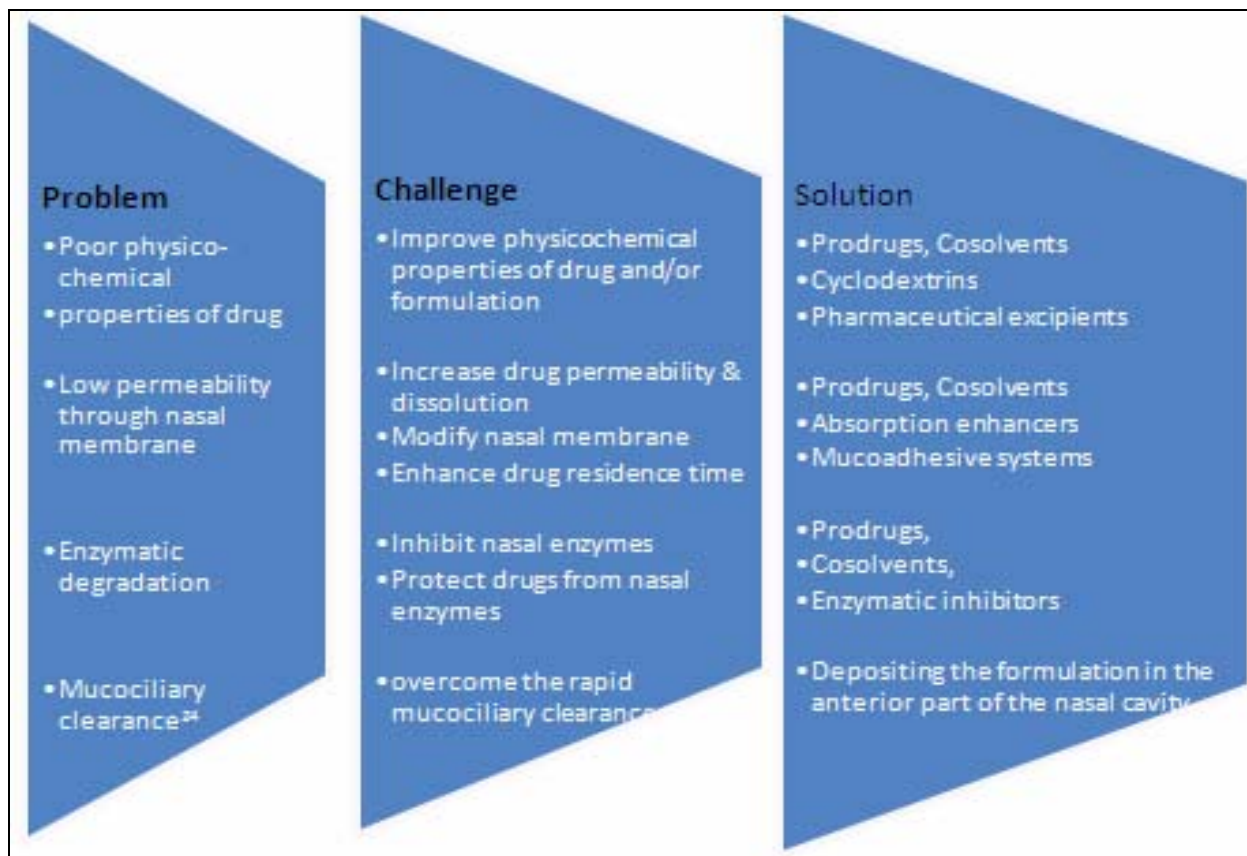 Problem
•Poor physico-
chemical
•properties of drug
•Low permeability
through nasal
membrane
•Enzymatic
degradation
•Mucociliary
clearance²⁴
Challenge
•Improve physicochemical
properties of drug and/or
formulation
•Increase drug permeability &
dissolution
•Modify nasal membrane
•Enhance drug residence time
•Inhibit nasal enzymes
•Protect drugs from nasal
enzymes
•overcome the rapid
mucociliary clearance
Solution
•Prodrugs, Cosolvents
•Cyclodextrins
•Pharmaceutical excipients
•Prodrugs, Cosolvents
•Absorption enhancers
•Mucoadhesive systems
•Prodrugs,
•Cosolvents,
•Enzymatic inhibitors
•Depositing the formulation in the
anterior part of the nasal cavity